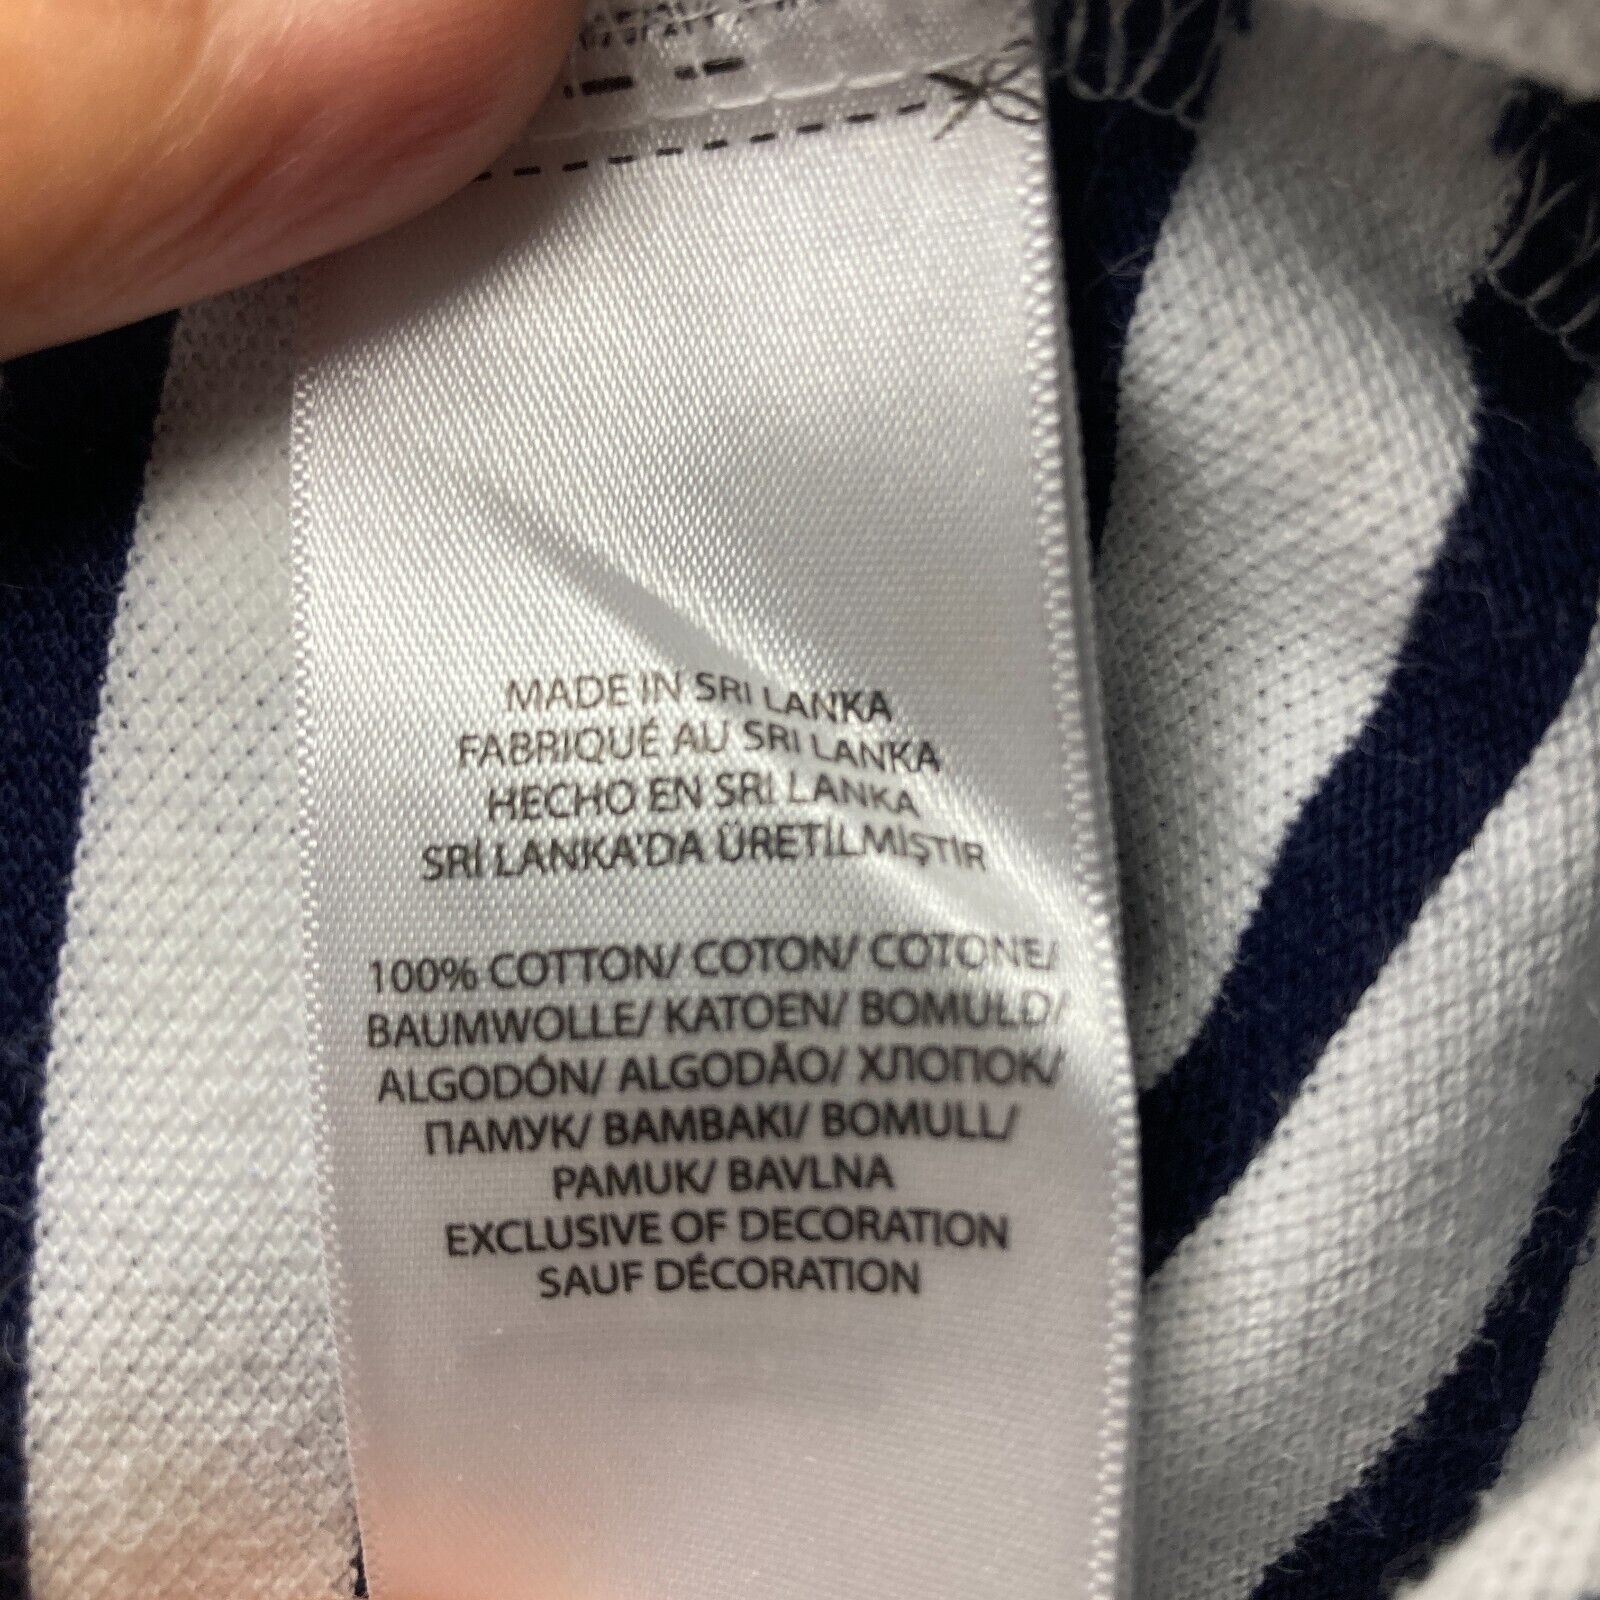 MADE IN SRI LANKA
FABRIQUÉ AU SRI LANKA
HECHO EN SRI LANKA
SRİ LANKA'DA ÜRETİLMİŞTİR
100% COTTON/ COTON/ COTONE/
BAUMWOLLE/ KATOEN/ BOMULD/
ALGODÓN/ ALGODÃO/ ХЛОПОК/
ПАМУК/ BAMBAKI/ BOMULL/
PAMUK/ BAVLNA
EXCLUSIVE OF DECORATION
SAUF DÉCORATION